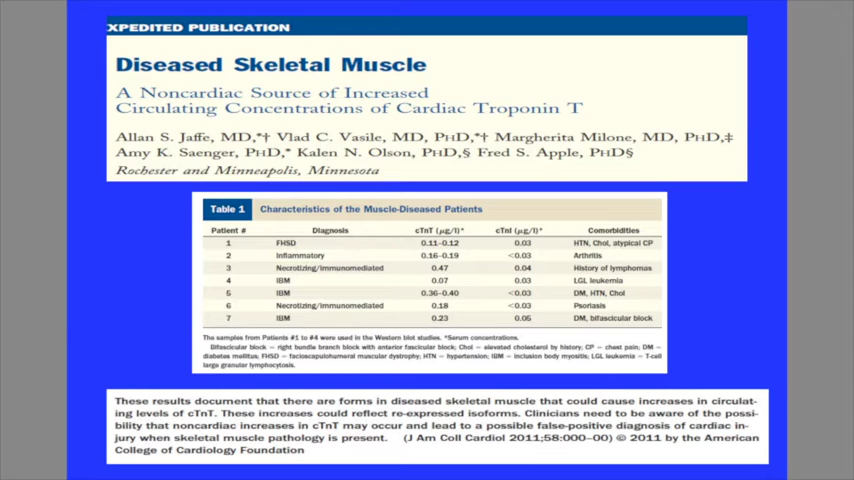 XPEDITED PUBLICATION
Diseased Skeletal Muscle
A Noncardiac Source of Increased
Circulating Concentrations of Cardiac Troponin T
Allan S. Jaffe, MD,*† Vlad C. Vasile, MD, PHD,*† Margherita Milone, MD, PHD,‡
Amy K. Saenger, PHD,* Kalen N. Olson, PHD,§ Fred S. Apple, PHD§
Rochester and Minneapolis, Minnesota
Table 1 Characteristics of the Muscle-Diseased Patients
Patient # Diagnosis cTnT (µg/l)* cTnI (µg/l)* Comorbidities
1 FHSD 0.11–0.12 0.03 HTN, Chol, atypical CP
2 Inflammatory 0.16–0.19 <0.03 Arthritis
3 Necrotizing/immunomediated 0.47 0.04 History of lymphomas
4 IBM 0.07 0.03 LGL leukemia
5 IBM 0.36–0.40 <0.03 DM, HTN, Chol
6 Necrotizing/immunomediated 0.18 <0.03 Psoriasis
7 IBM 0.23 0.05 DM, bifascicular block
The samples from Patients #1 to #4 were used in the Western blot studies. *Serum concentrations.
Bifascicular block = right bundle branch block with anterior fascicular block; Chol = elevated cholesterol by history; CP = chest pain; DM =
diabetes mellitus; FHSD = facioscapulohumeral muscular dystrophy; HTN = hypertension; IBM = inclusion body myositis; LGL leukemia = T-cell
large granular lymphocytosis.
These results document that there are forms in diseased skeletal muscle that could cause increases in circulat-
ing levels of cTnT. These increases could reflect re-expressed isoforms. Clinicians need to be aware of the possi-
bility that noncardiac increases in cTnT may occur and lead to a possible false-positive diagnosis of cardiac in-
jury when skeletal muscle pathology is present. (J Am Coll Cardiol 2011;58:000–00) © 2011 by the American
College of Cardiology Foundation